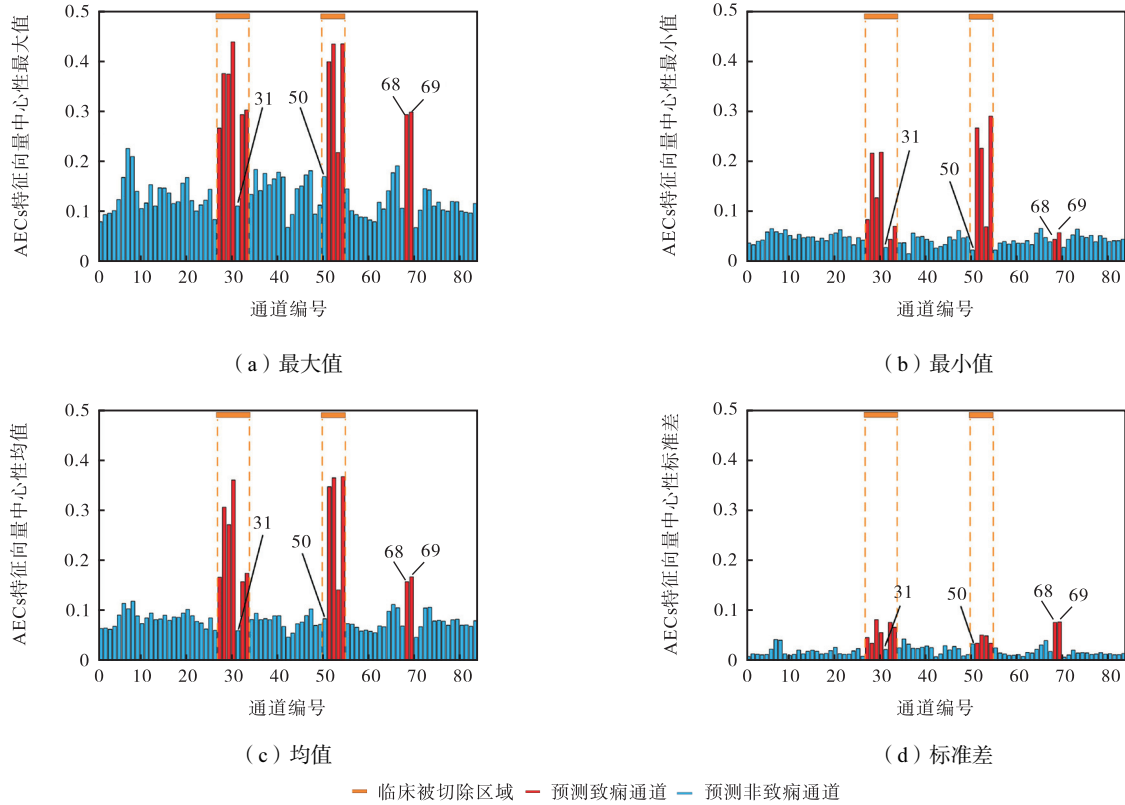 AECs特征向量中心性最大值
0.5
0.4
0.3
0.2
0.1
0
31
50
68
69
0 10 20 30 40 50 60 70 80
通道编号
（a）最大值
AECs特征向量中心性最小值
0.5
0.4
0.3
0.2
0.1
0
31
50
68
69
0 10 20 30 40 50 60 70 80
通道编号
（b）最小值
AECs特征向量中心性均值
0.5
0.4
0.3
0.2
0.1
0
31
50
68
69
0 10 20 30 40 50 60 70 80
通道编号
（c）均值
AECs特征向量中心性标准差
0.5
0.4
0.3
0.2
0.1
0
31
50
68
69
0 10 20 30 40 50 60 70 80
通道编号
（d）标准差
临床被切除区域 预测致痫通道 预测非致痫通道